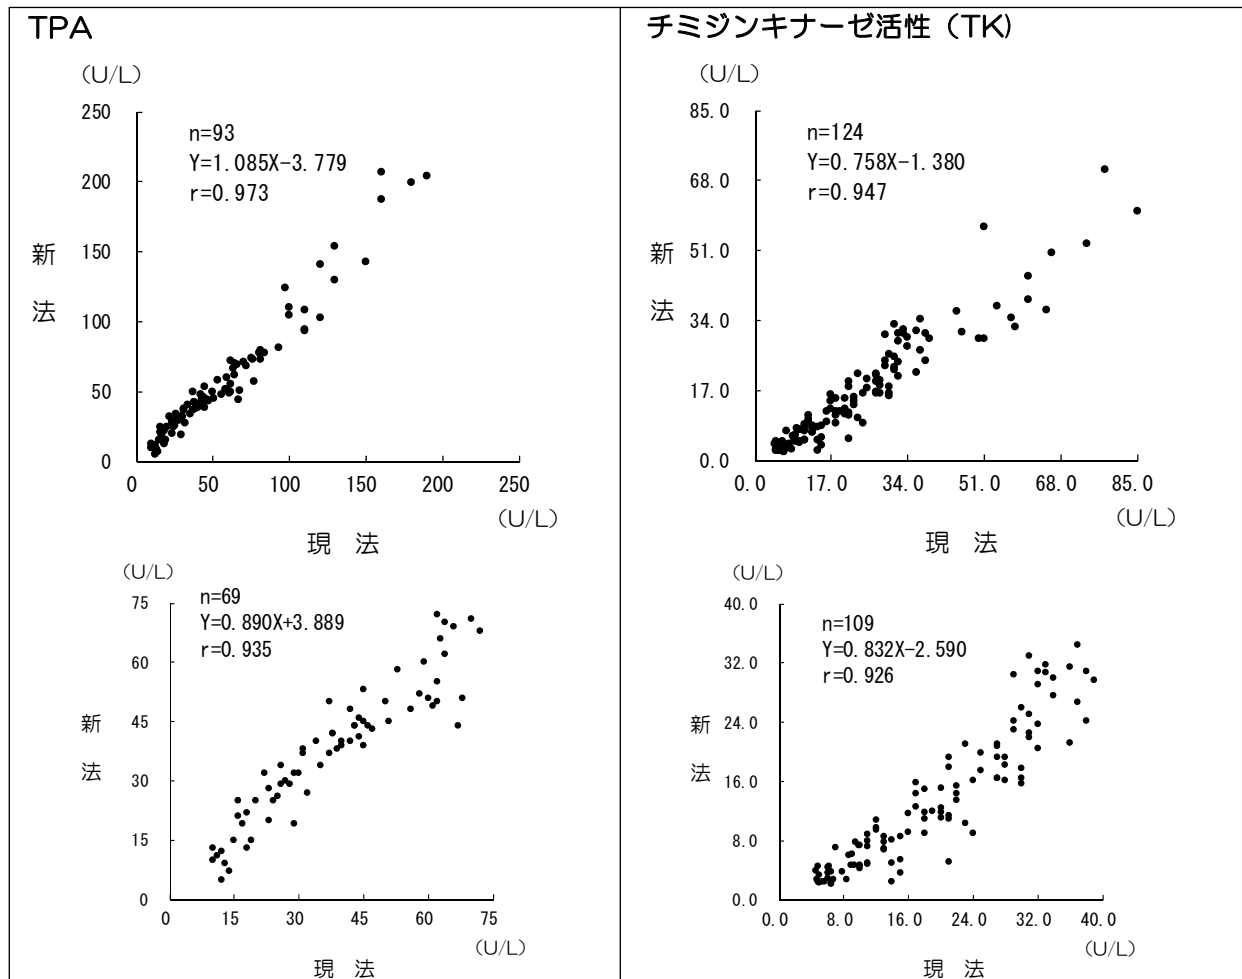 TPA
(U/L)
250
200
150
100
50
0
n=93
Y=1.085X−3.779
r=0.973
新
法
0 50 100 150 200 250
(U/L)
現 法
チミジンキナーゼ活性（TK）
(U/L)
85.0
68.0
51.0
34.0
17.0
0.0
n=124
Y=0.758X−1.380
r=0.947
新
法
0.0 17.0 34.0 51.0 68.0 85.0
(U/L)
現 法
(U/L)
75
60
45
30
15
0
n=69
Y=0.890X+3.889
r=0.935
新
法
0 15 30 45 60 75
(U/L)
現 法
(U/L)
40.0
32.0
24.0
16.0
8.0
0.0
n=109
Y=0.832X−2.590
r=0.926
新
法
0.0 8.0 16.0 24.0 32.0 40.0
(U/L)
現 法